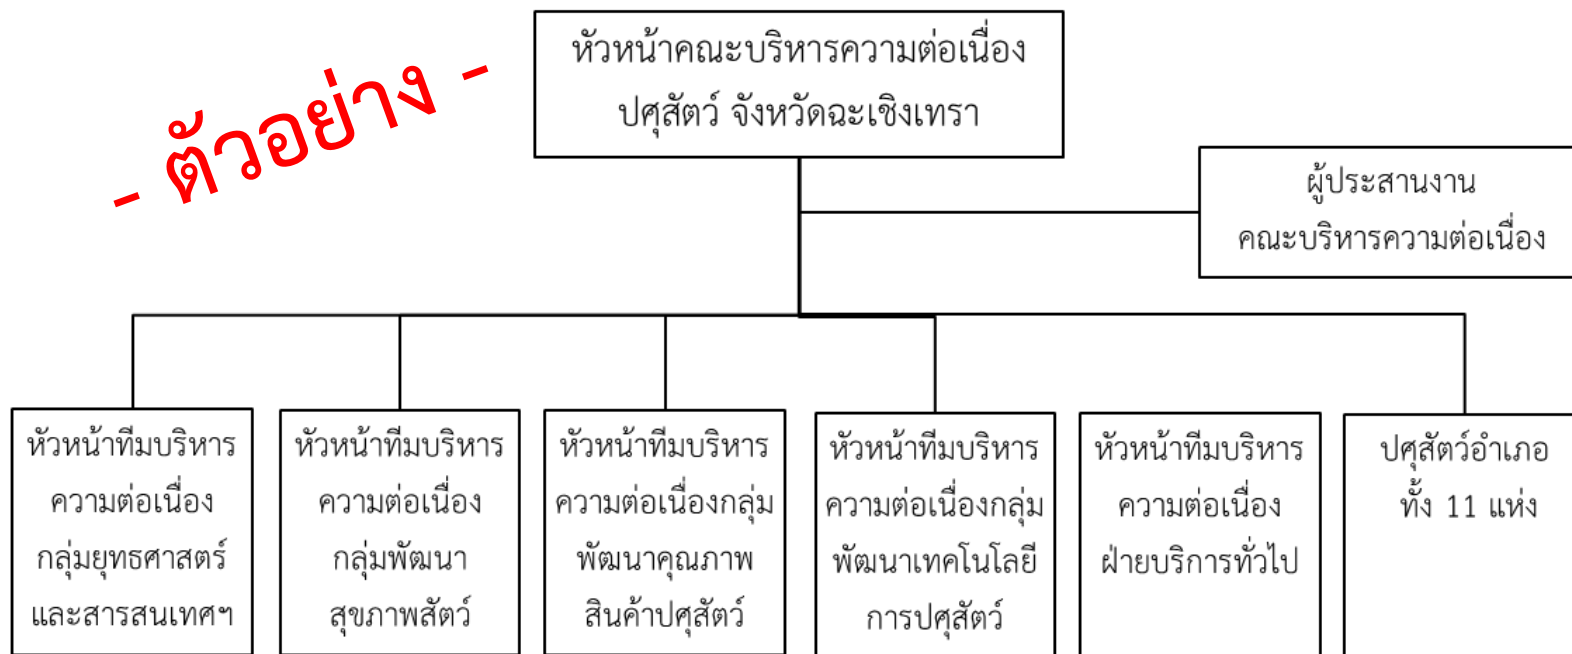 - ตัวอย่าง -
หัวหน้าคณะบริหารความต่อเนื่อง
ปศุสัตว์ จังหวัดฉะเชิงเทรา
ผู้ประสานงาน
คณะบริหารความต่อเนื่อง
หัวหน้าทีมบริหาร
ความต่อเนื่อง
กลุ่มยุทธศาสตร์
และสารสนเทศฯ
หัวหน้าทีมบริหาร
ความต่อเนื่อง
กลุ่มพัฒนา
สุขภาพสัตว์
หัวหน้าทีมบริหาร
ความต่อเนื่องกลุ่ม
พัฒนาคุณภาพ
สินค้าปศุสัตว์
หัวหน้าทีมบริหาร
ความต่อเนื่องกลุ่ม
พัฒนาเทคโนโลยี
การปศุสัตว์
หัวหน้าทีมบริหาร
ความต่อเนื่อง
ฝ่ายบริการทั่วไป
ปศุสัตว์อำเภอ
ทั้ง 11 แห่ง